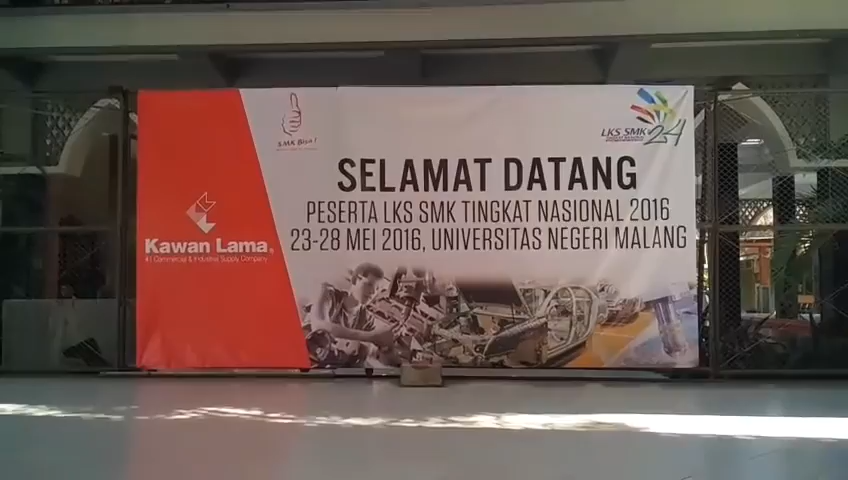 SMK Bisa!
LKS SMK 24
SELAMAT DATANG
PESERTA LKS SMK TINGKAT NASIONAL 2016
23-28 MEI 2016, UNIVERSITAS NEGERI MALANG
KAWAN LAMA
#1 Commercial & Industrial Supply Company